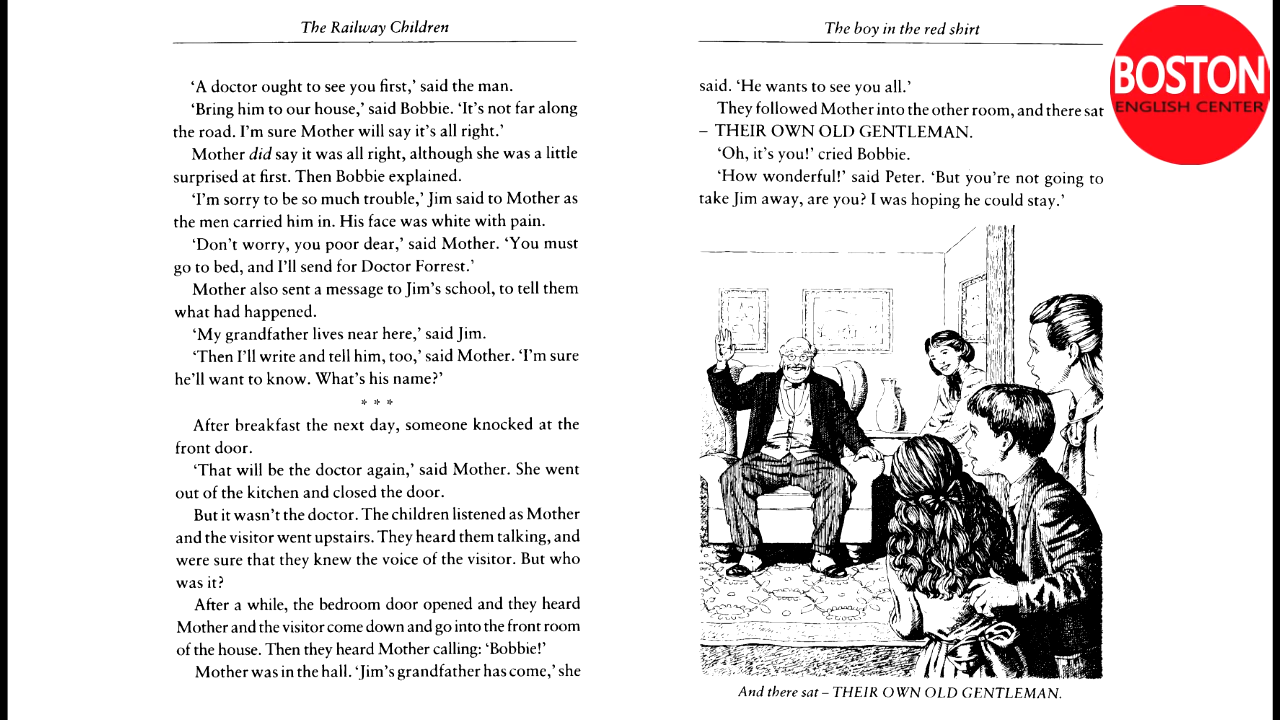 The Railway Children
‘A doctor ought to see you first,’ said the man.
‘Bring him to our house,’ said Bobbie. ‘It’s not far along
the road. I’m sure Mother will say it’s all right.’
Mother did say it was all right, although she was a little
surprised at first. Then Bobbie explained.
‘I’m sorry to be so much trouble,’ Jim said to Mother as
the men carried him in. His face was white with pain.
‘Don’t worry, you poor dear,’ said Mother. ‘You must
go to bed, and I’ll send for Doctor Forrest.’
Mother also sent a message to Jim’s school, to tell them
what had happened.
‘My grandfather lives near here,’ said Jim.
‘Then I’ll write and tell him, too,’ said Mother. ‘I’m sure
he’ll want to know. What’s his name?’
* * *
After breakfast the next day, someone knocked at the
front door.
‘That will be the doctor again,’ said Mother. She went
out of the kitchen and closed the door.
But it wasn’t the doctor. The children listened as Mother
and the visitor went upstairs. They heard them talking, and
were sure that they knew the voice of the visitor. But who
was it?
After a while, the bedroom door opened and they heard
Mother and the visitor come down and go into the front room
of the house. Then they heard Mother calling: ‘Bobbie!’
Mother was in the hall. ‘Jim’s grandfather has come,’ she
The boy in the red shirt
said. ‘He wants to see you all.’
They followed Mother into the other room, and there sat
– THEIR OWN OLD GENTLEMAN.
‘Oh, it’s you!’ cried Bobbie.
‘How wonderful!’ said Peter. ‘But you’re not going to
take Jim away, are you? I was hoping he could stay.’
And there sat – THEIR OWN OLD GENTLEMAN.
BOSTON
ENGLISH CENTER